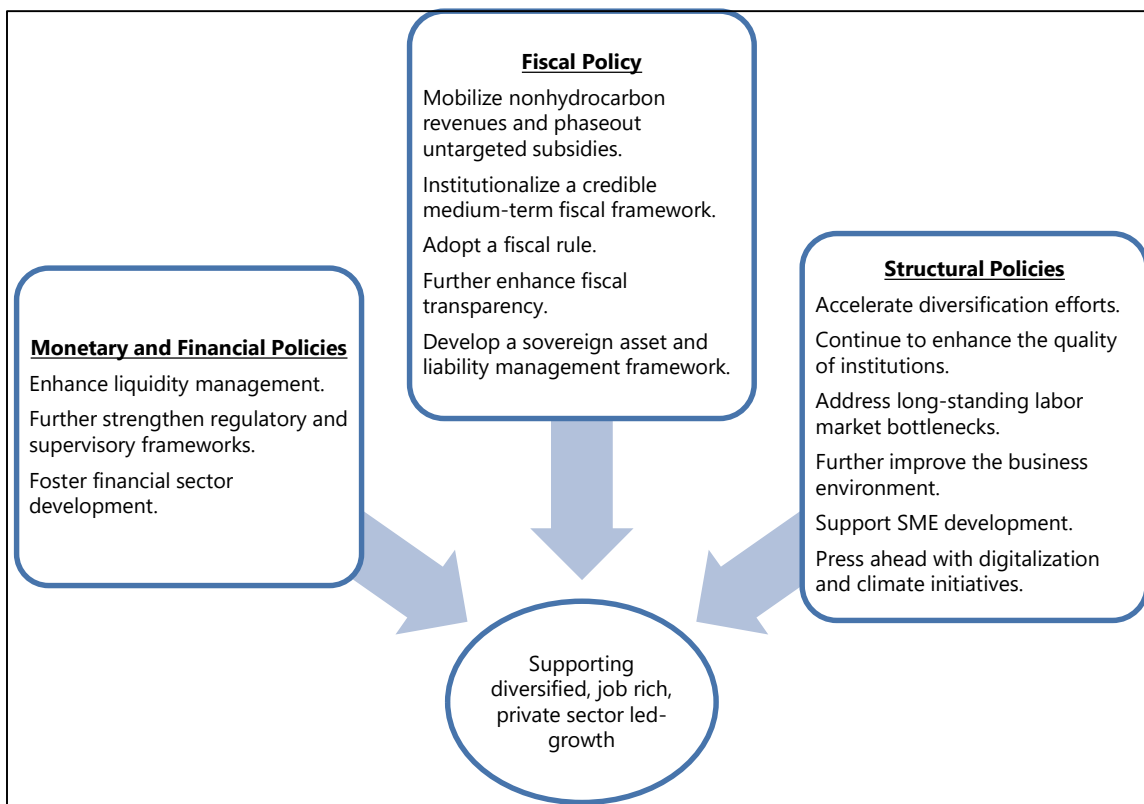 Fiscal Policy
Mobilize nonhydrocarbon
revenues and phaseout
untargeted subsidies.
Institutionalize a credible
medium-term fiscal framework.
Adopt a fiscal rule.
Further enhance fiscal
transparency.
Develop a sovereign asset and
liability management framework.
Monetary and Financial Policies
Enhance liquidity management.
Further strengthen regulatory and
supervisory frameworks.
Foster financial sector
development.
Structural Policies
Accelerate diversification efforts.
Continue to enhance the quality
of institutions.
Address long-standing labor
market bottlenecks.
Further improve the business
environment.
Support SME development.
Press ahead with digitalization
and climate initiatives.
Supporting
diversified, job rich,
private sector led-
growth